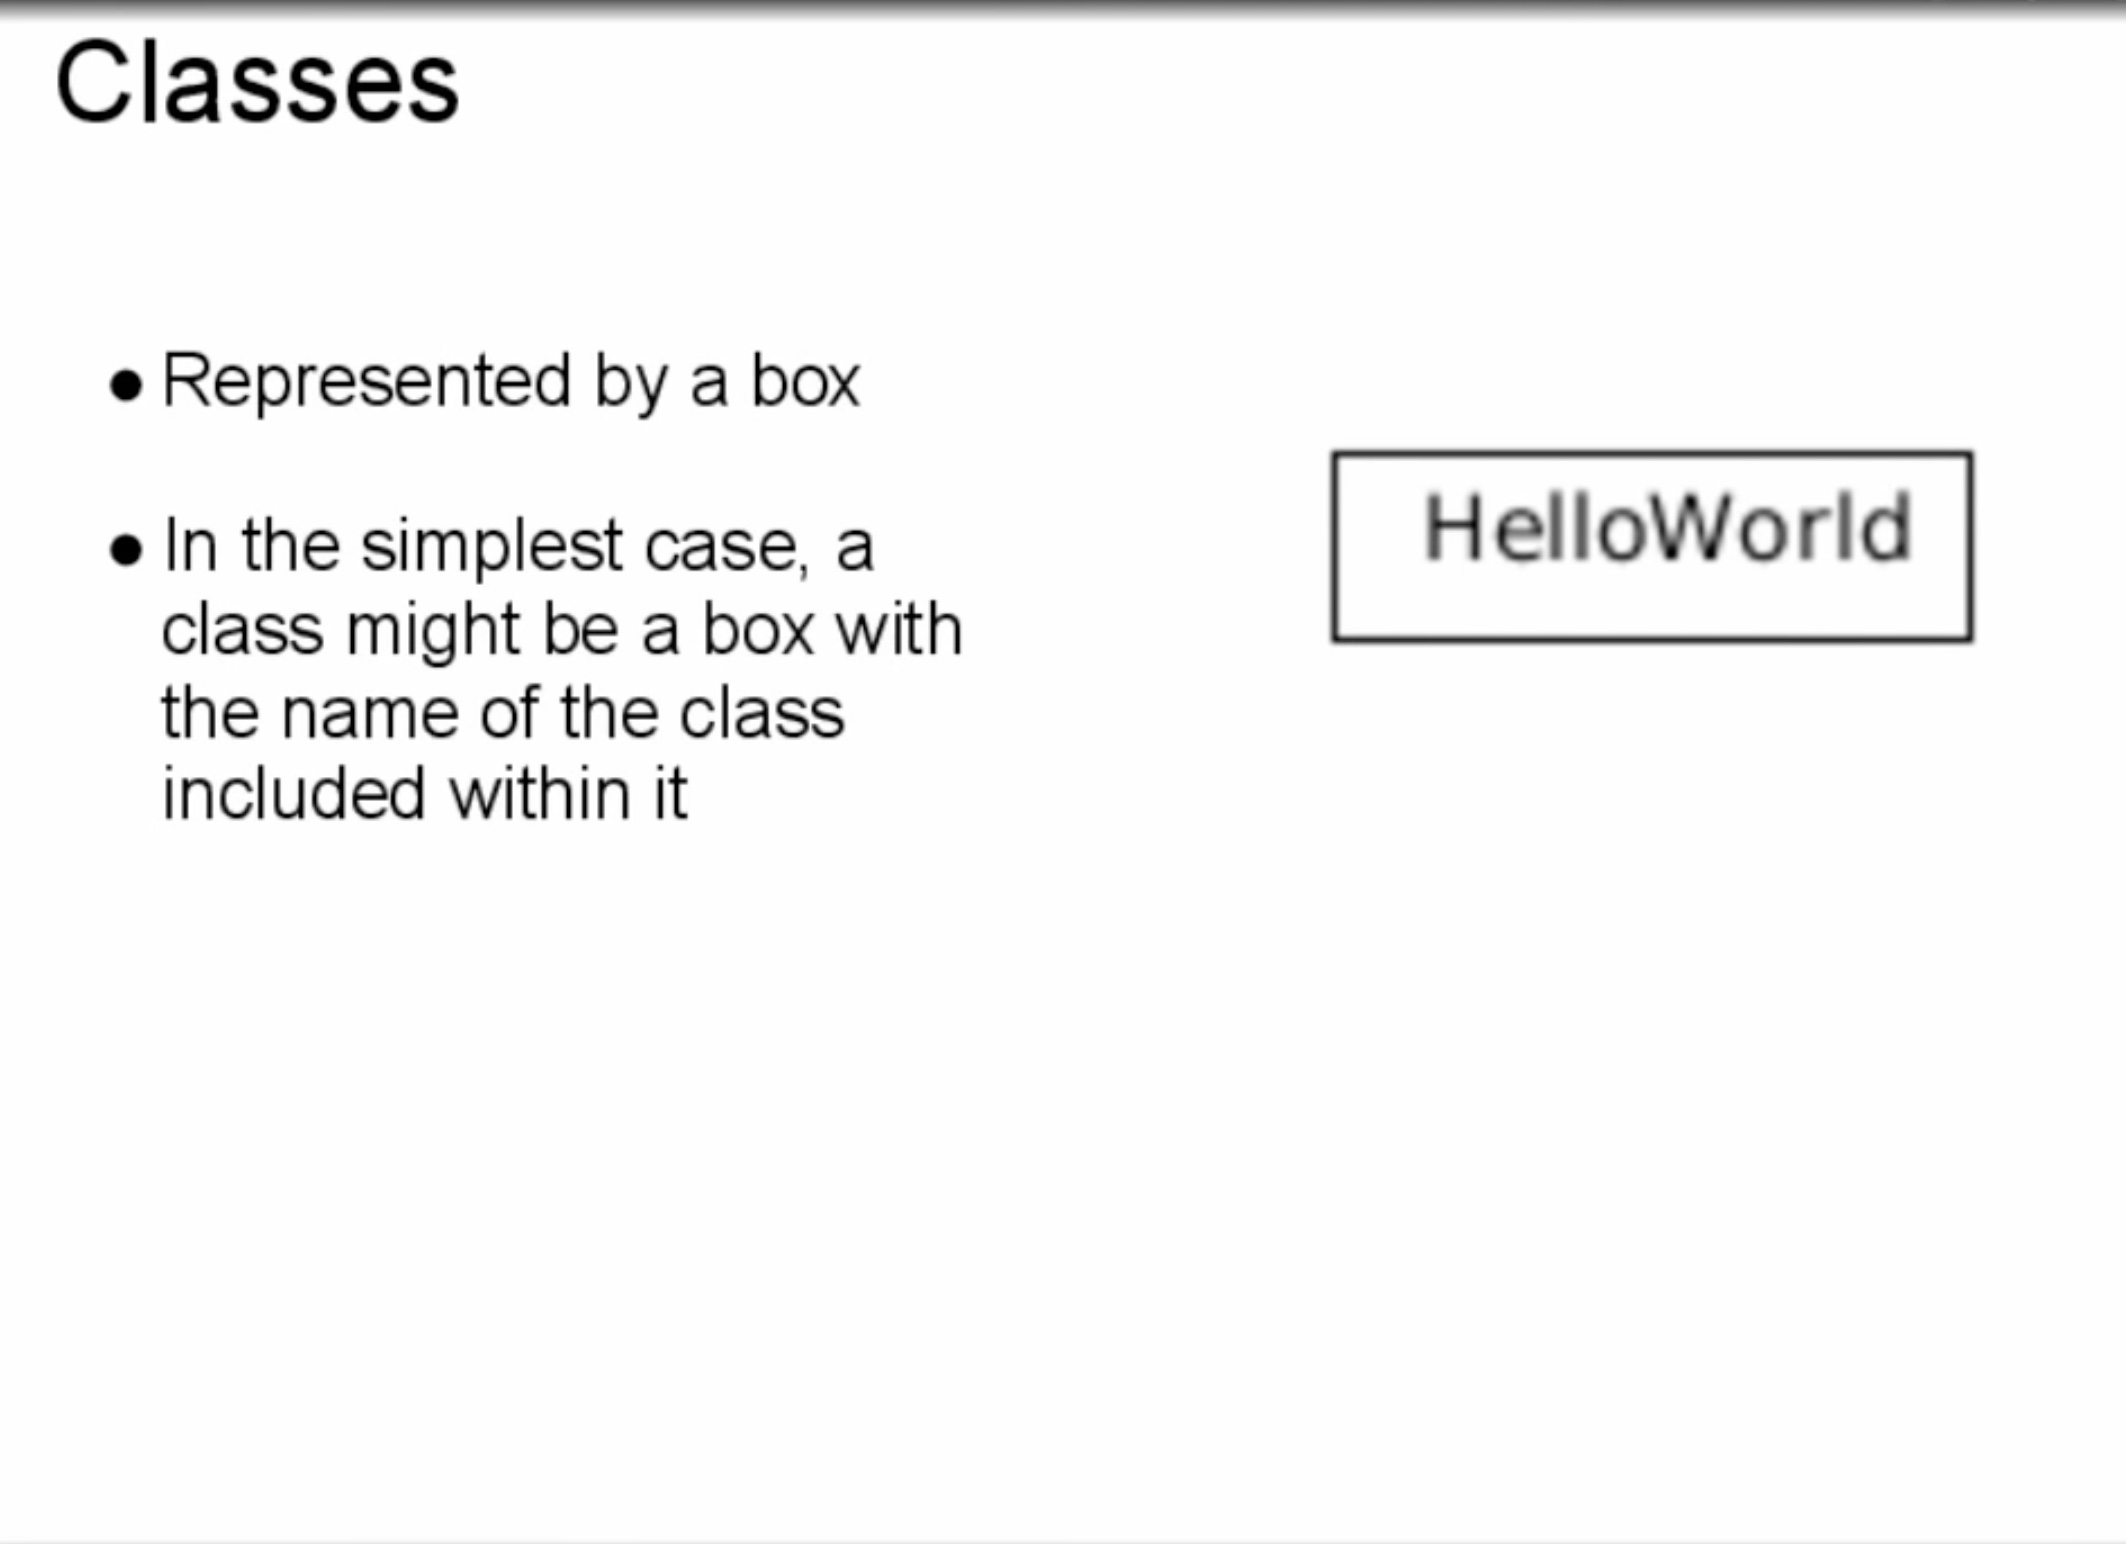 Classes
● Represented by a box
● In the simplest case, a
class might be a box with
the name of the class
included within it
HelloWorld